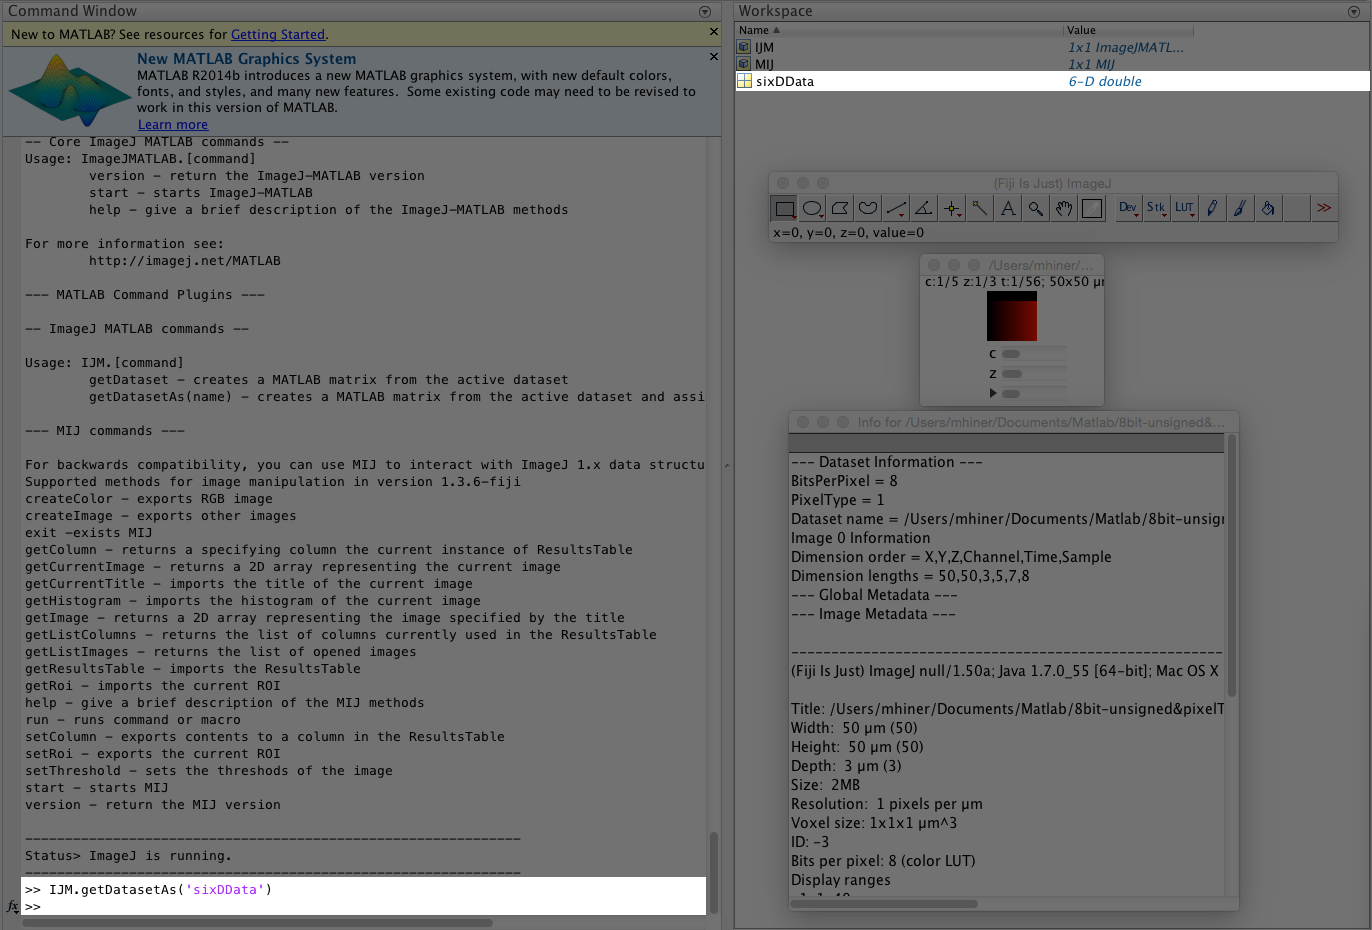 Command Window
New to MATLAB? See resources for Getting Started.
New MATLAB Graphics System
MATLAB R2014b introduces a new MATLAB graphics system, with new default colors,
fonts, and styles, and many new features. Some existing code may need to be revised to
work in this version of MATLAB.
Learn more
-- Core ImageJ MATLAB commands --
Usage: ImageJMATLAB.[command]
version - return the ImageJ-MATLAB version
start - starts ImageJ-MATLAB
help - give a brief description of the ImageJ-MATLAB methods
For more information see:
http://imagej.net/MATLAB
--- MATLAB Command Plugins ---
-- ImageJ MATLAB commands --
Usage: IJM.[command]
getDataset - creates a MATLAB matrix from the active dataset
getDatasetAs(name) - creates a MATLAB matrix from the active dataset and assi
--- MIJ commands ---
For backwards compatibility, you can use MIJ to interact with ImageJ 1.x data structu
Supported methods for image manipulation in version 1.3.6-fiji
createColor - exports RGB image
createImage - exports other images
exit -exists MIJ
getColumn - returns a specifying column the current instance of ResultsTable
getCurrentImage - returns a 2D array representing the current image
getCurrentTitle - imports the title of the current image
getHistogram - imports the histogram of the current image
getImage - returns a 2D array representing the image specified by the title
getListColumns - returns the list of columns currently used in the ResultsTable
getListImages - returns the list of opened images
getResultsTable - imports the ResultsTable
getRoi - imports the current ROI
help - give a brief description of the MIJ methods
run - runs command or macro
setColumn - exports contents to a column in the ResultsTable
setRoi - exports the current ROI
setThreshold - sets the thresholds of the image
start - starts MIJ
version - return the MIJ version
--------------------------------------------------------------
Status> ImageJ is running.
--------------------------------------------------------------
>> IJM.getDatasetAs('sixDData')
fx >>
Workspace
Name Value
IJM 1x1 ImageJMATL...
MIJ 1x1 MIJ
sixDData 6-D double
(Fiji Is Just) ImageJ
Dev Stk LUT >>
x=0, y=0, z=0, value=0
/Users/mhiner/...
c:1/5 z:1/3 t:1/56; 50x50 µm
c
z
Info for /Users/mhiner/Documents/Matlab/8bit-unsigned&...
--- Dataset Information ---
BitsPerPixel = 8
PixelType = 1
Dataset name = /Users/mhiner/Documents/Matlab/8bit-unsign
Image 0 Information
Dimension order = X,Y,Z,Channel,Time,Sample
Dimension lengths = 50,50,3,5,7,8
--- Global Metadata ---
--- Image Metadata ---
------------------------------------------------------
(Fiji Is Just) ImageJ null/1.50a; Java 1.7.0_55 [64-bit]; Mac OS X
Title: /Users/mhiner/Documents/Matlab/8bit-unsigned&pixelT
Width: 50 µm (50)
Height: 50 µm (50)
Depth: 3 µm (3)
Size: 2MB
Resolution: 1 pixels per µm
Voxel size: 1x1x1 µm^3
ID: -3
Bits per pixel: 8 (color LUT)
Display ranges